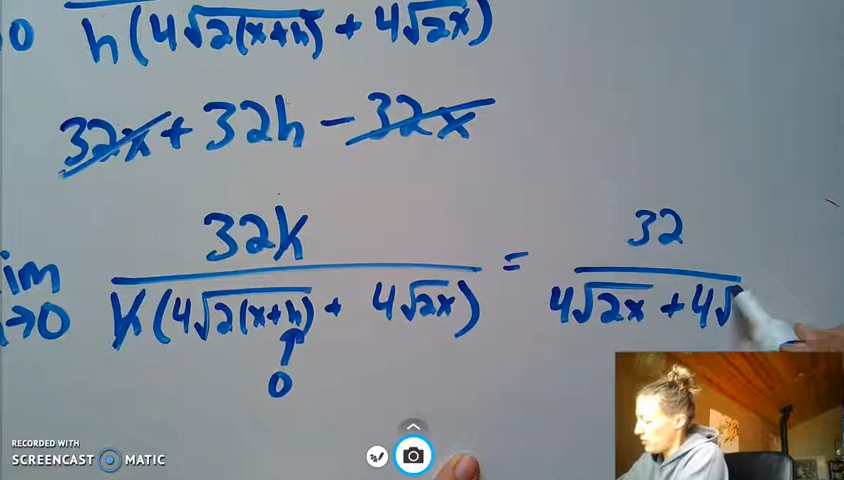 0 h(4√2(x+h) + 4√2x)
32x + 32h - 32x
lim 32h / h(4√2(x+h) + 4√2x) = 32 / 4√2x + 4√
→0
0
RECORDED WITH
SCREENCAST MATIC